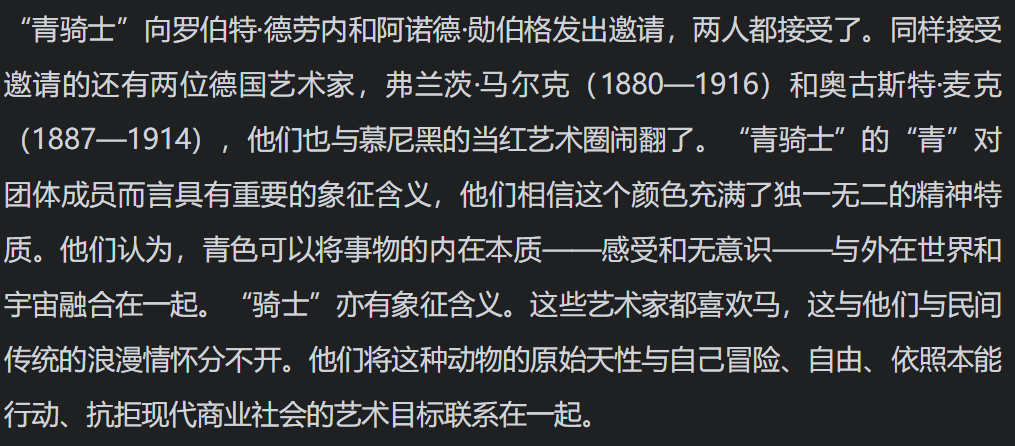 “青骑士”向罗伯特·德劳内和阿诺德·勋伯格发出邀请，两人都接受了。同样接受
邀请的还有两位德国艺术家，弗兰茨·马尔克（1880—1916）和奥古斯特·麦克
（1887—1914），他们也与慕尼黑的当红艺术圈闹翻了。“青骑士”的“青”对
团体成员而言具有重要的象征含义，他们相信这个颜色充满了独一无二的精神特
质。他们认为，青色可以将事物的内在本质——感受和无意识——与外在世界和
宇宙融合在一起。“骑士”亦有象征含义。这些艺术家都喜欢马，这与他们与民间
传统的浪漫情怀分不开。他们将这种动物的原始天性与自己冒险、自由、依照本能
行动、抗拒现代商业社会的艺术目标联系在一起。